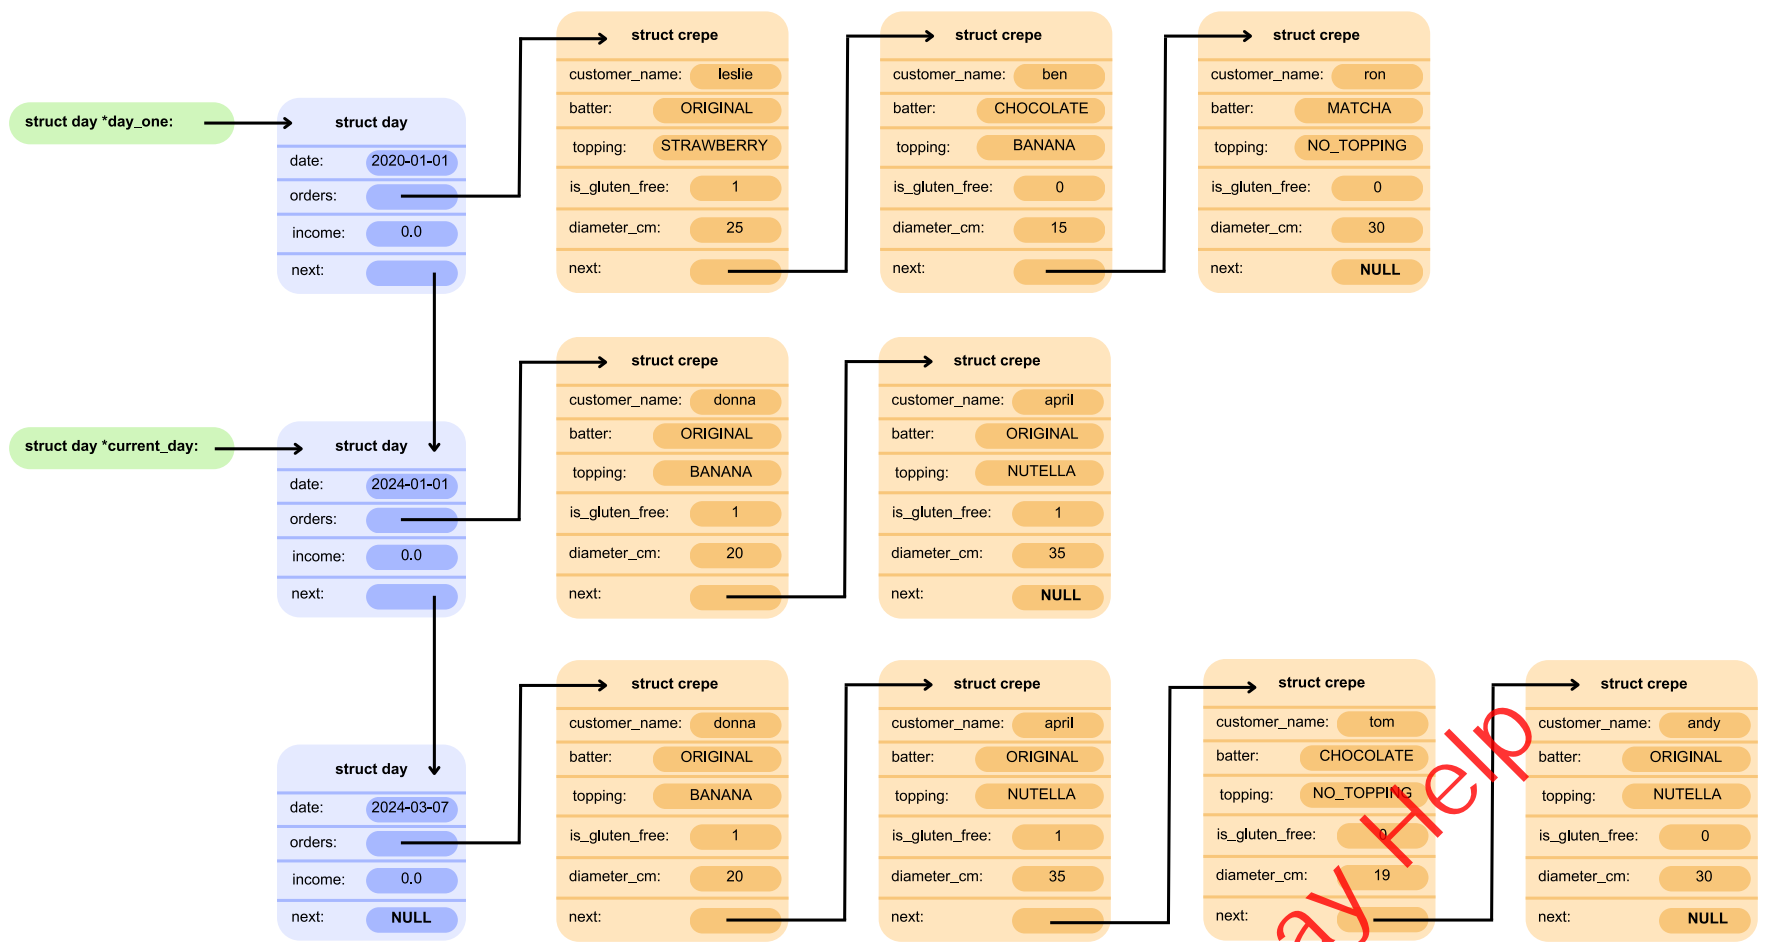 struct day *day_one:
struct day
date: 2020-01-01
orders:
income: 0.0
next:
struct crepe
customer_name: leslie
batter: ORIGINAL
topping: STRAWBERRY
is_gluten_free: 1
diameter_cm: 25
next:
struct crepe
customer_name: ben
batter: CHOCOLATE
topping: BANANA
is_gluten_free: 0
diameter_cm: 15
next:
struct crepe
customer_name: ron
batter: MATCHA
topping: NO_TOPPING
is_gluten_free: 0
diameter_cm: 30
next: NULL
struct day *current_day:
struct day
date: 2024-01-01
orders:
income: 0.0
next:
struct crepe
customer_name: donna
batter: ORIGINAL
topping: BANANA
is_gluten_free: 1
diameter_cm: 20
next:
struct crepe
customer_name: april
batter: ORIGINAL
topping: NUTELLA
is_gluten_free: 1
diameter_cm: 35
next: NULL
struct day
date: 2024-03-07
orders:
income: 0.0
next: NULL
struct crepe
customer_name: donna
batter: ORIGINAL
topping: BANANA
is_gluten_free: 1
diameter_cm: 20
next:
struct crepe
customer_name: april
batter: ORIGINAL
topping: NUTELLA
is_gluten_free: 1
diameter_cm: 35
next:
struct crepe
customer_name: tom
batter: CHOCOLATE
topping: NO_TOPPING
is_gluten_free: 0
diameter_cm: 19
next:
struct crepe
customer_name: andy
batter: ORIGINAL
topping: NUTELLA
is_gluten_free: 0
diameter_cm: 30
next: NULL
Help